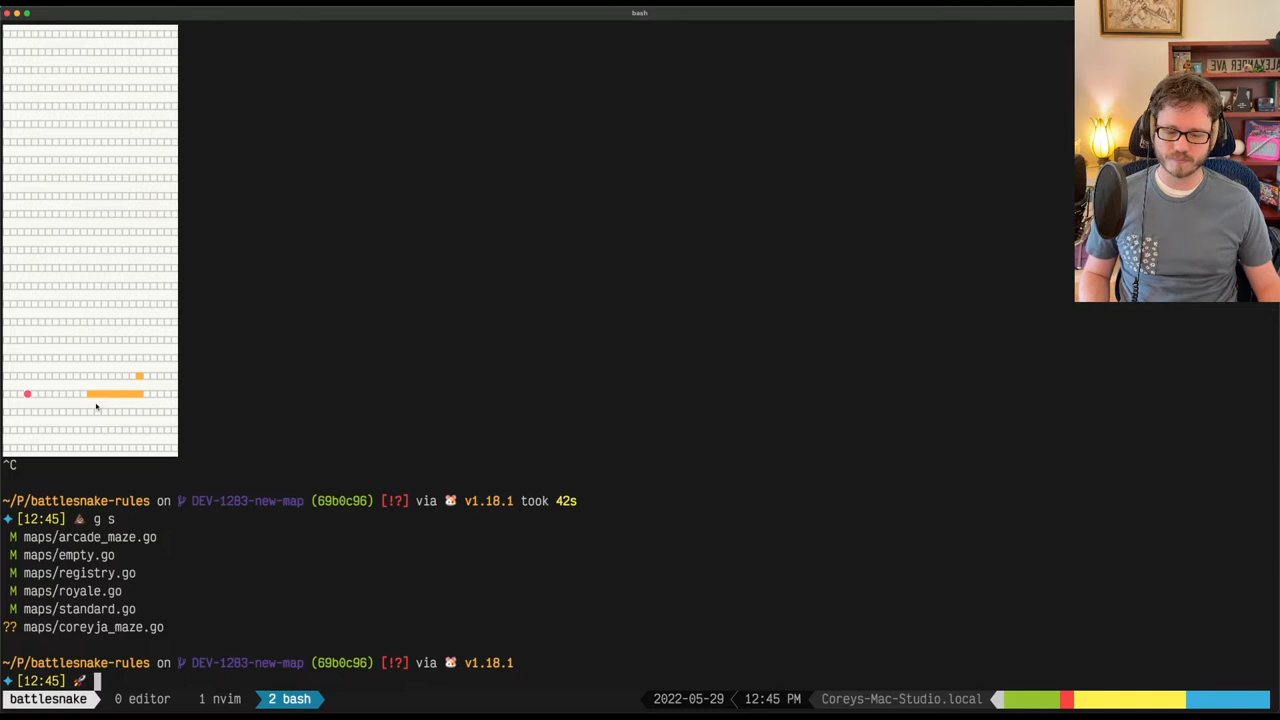 bash
ALEXANDER AVE
^C
~/P/battlesnake-rules on DEV-1283-new-map (69b0c96) [!?] via 🐹 v1.18.1 took 42s
✦ [12:45] 💩 g s
M maps/arcade_maze.go
M maps/empty.go
M maps/registry.go
M maps/royale.go
M maps/standard.go
?? maps/coreyja_maze.go
~/P/battlesnake-rules on DEV-1283-new-map (69b0c96) [!?] via 🐹 v1.18.1
✦ [12:45] 🚀
battlesnake 0 editor 1 nvim 2 bash 2022-05-29 12:45 PM Coreys-Mac-Studio.local